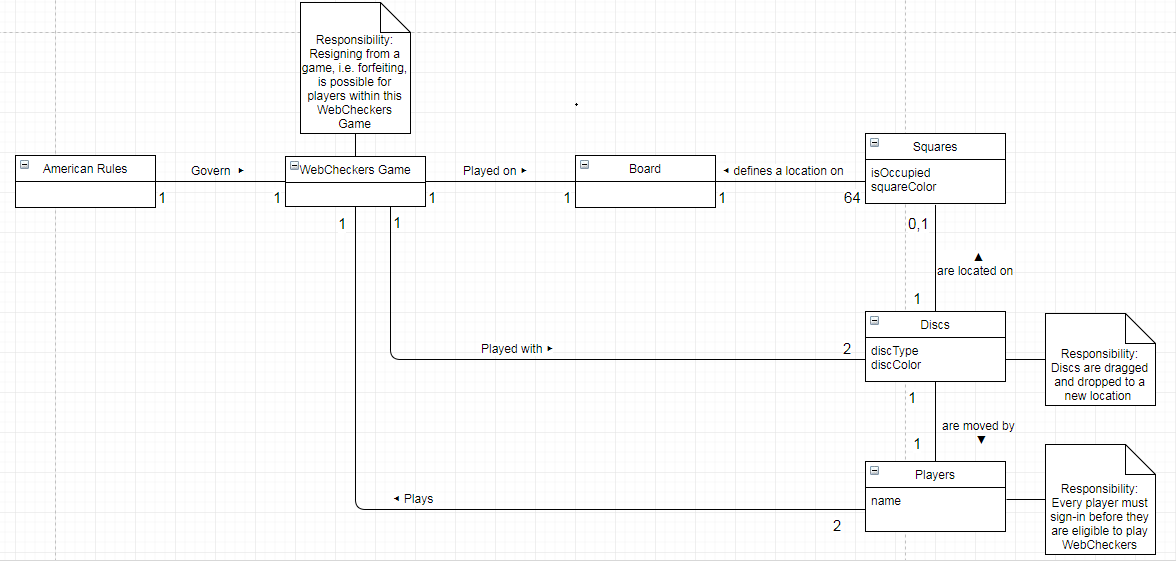 Responsibility:
Resigning from a
game, i.e. forfeiting,
is possible for
players within this
WebCheckers
Game
American Rules
Govern ►
1
1
WebCheckers Game
1
1
1
Played on ►
1
Board
1
◄ defines a location on
64
Squares
isOccupied
squareColor
0,1
▲
are located on
1
Discs
discType
discColor
Played with ►
2
Responsibility:
Discs are dragged
and dropped to a
new location
1
are moved by
▼
1
Players
name
◄ Plays
2
Responsibility:
Every player must
sign-in before they
are eligible to play
WebCheckers